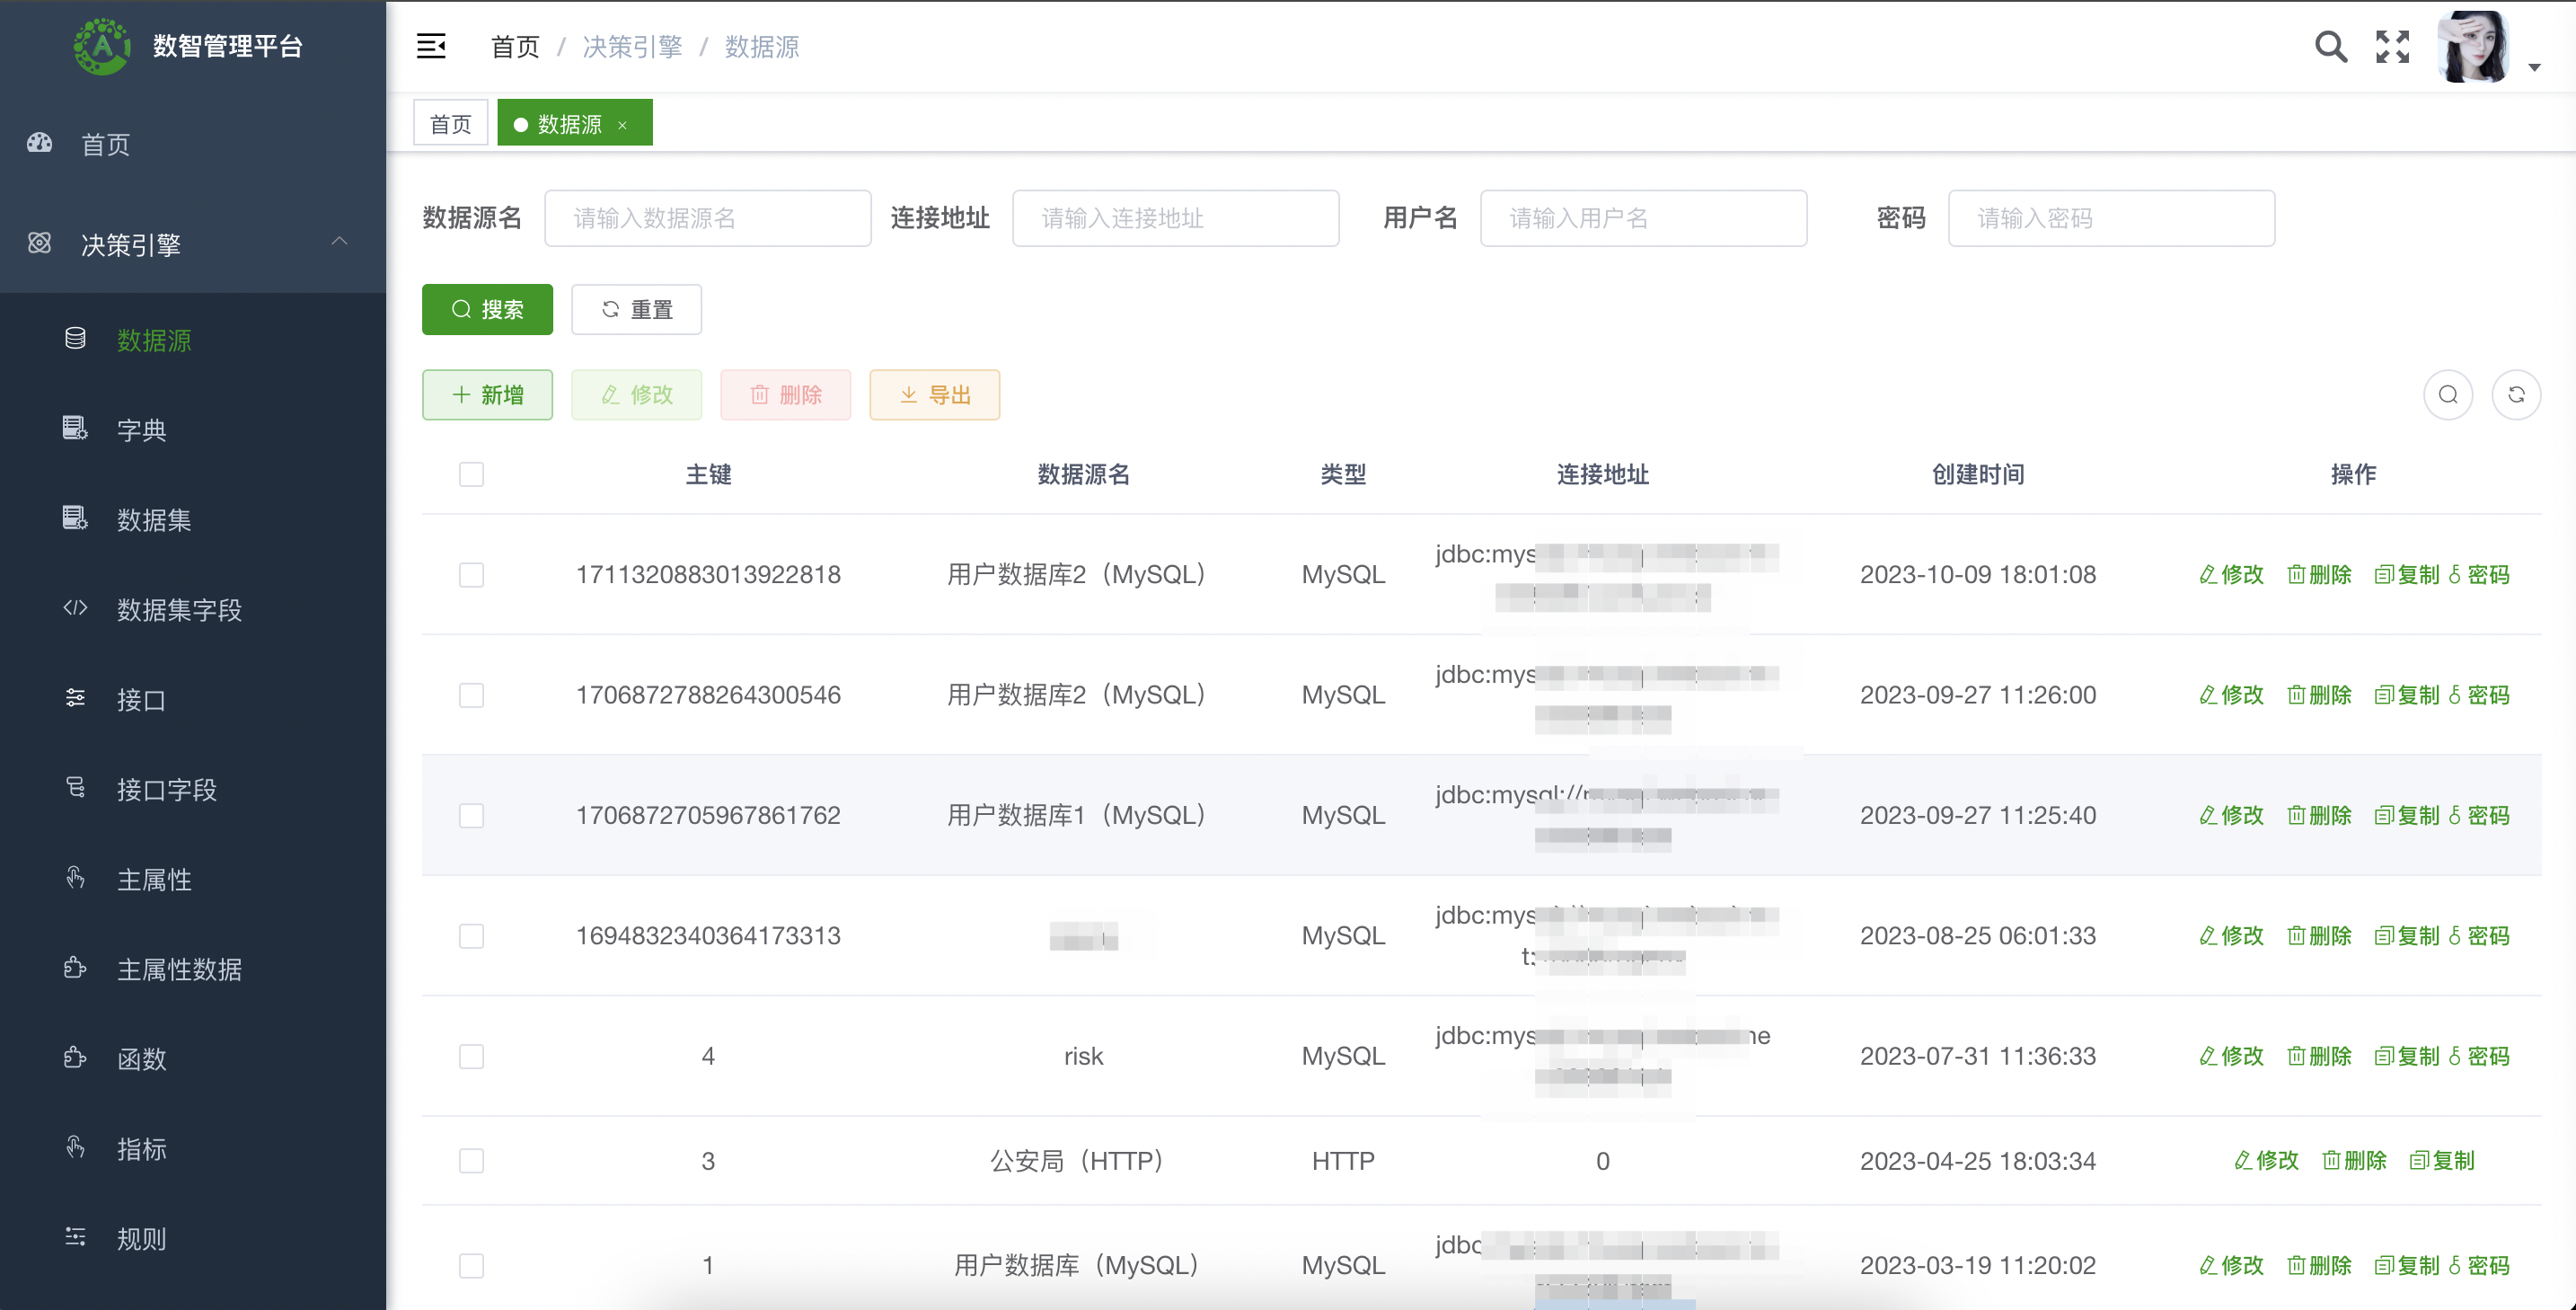 数智管理平台
首页 / 决策引擎 / 数据源
首页
数据源 ×
首页
决策引擎
数据源
字典
数据集
数据集字段
接口
接口字段
主属性
主属性数据
函数
指标
规则
数据源名 请输入数据源名 连接地址 请输入连接地址 用户名 请输入用户名 密码 请输入密码
搜索 重置
新增 修改 删除 导出
主键 数据源名 类型 连接地址 创建时间 操作
1711320883013922818 用户数据库2（MySQL） MySQL jdbc:mys 2023-10-09 18:01:08 修改 删除 复制 密码
1706872788264300546 用户数据库2（MySQL） MySQL jdbc:mys 2023-09-27 11:26:00 修改 删除 复制 密码
1706872705967861762 用户数据库1（MySQL） MySQL jdbc:mysql:// 2023-09-27 11:25:40 修改 删除 复制 密码
1694832340364173313 MySQL jdbc:mys 2023-08-25 06:01:33 修改 删除 复制 密码
t:
4 risk MySQL jdbc:mys me 2023-07-31 11:36:33 修改 删除 复制 密码
3 公安局（HTTP） HTTP 0 2023-04-25 18:03:34 修改 删除 复制
1 用户数据库（MySQL） MySQL jdbc 2023-03-19 11:20:02 修改 删除 复制 密码